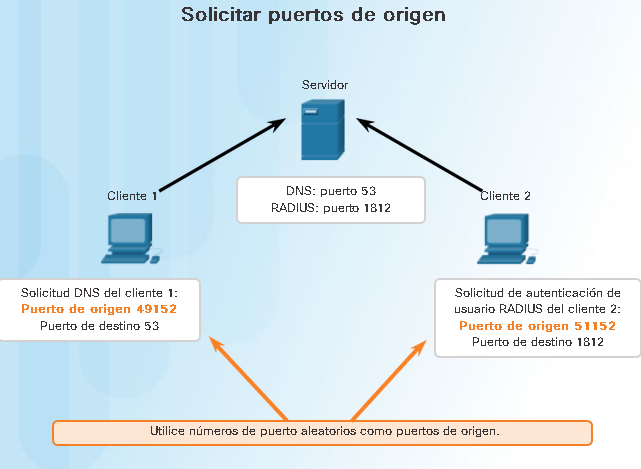 Solicitar puertos de origen
Servidor
Cliente 1
DNS: puerto 53
RADIUS: puerto 1812
Cliente 2
Solicitud DNS del cliente 1:
Puerto de origen 49152
Puerto de destino 53
Solicitud de autenticación de
usuario RADIUS del cliente 2:
Puerto de origen 51152
Puerto de destino 1812
Utilice números de puerto aleatorios como puertos de origen.